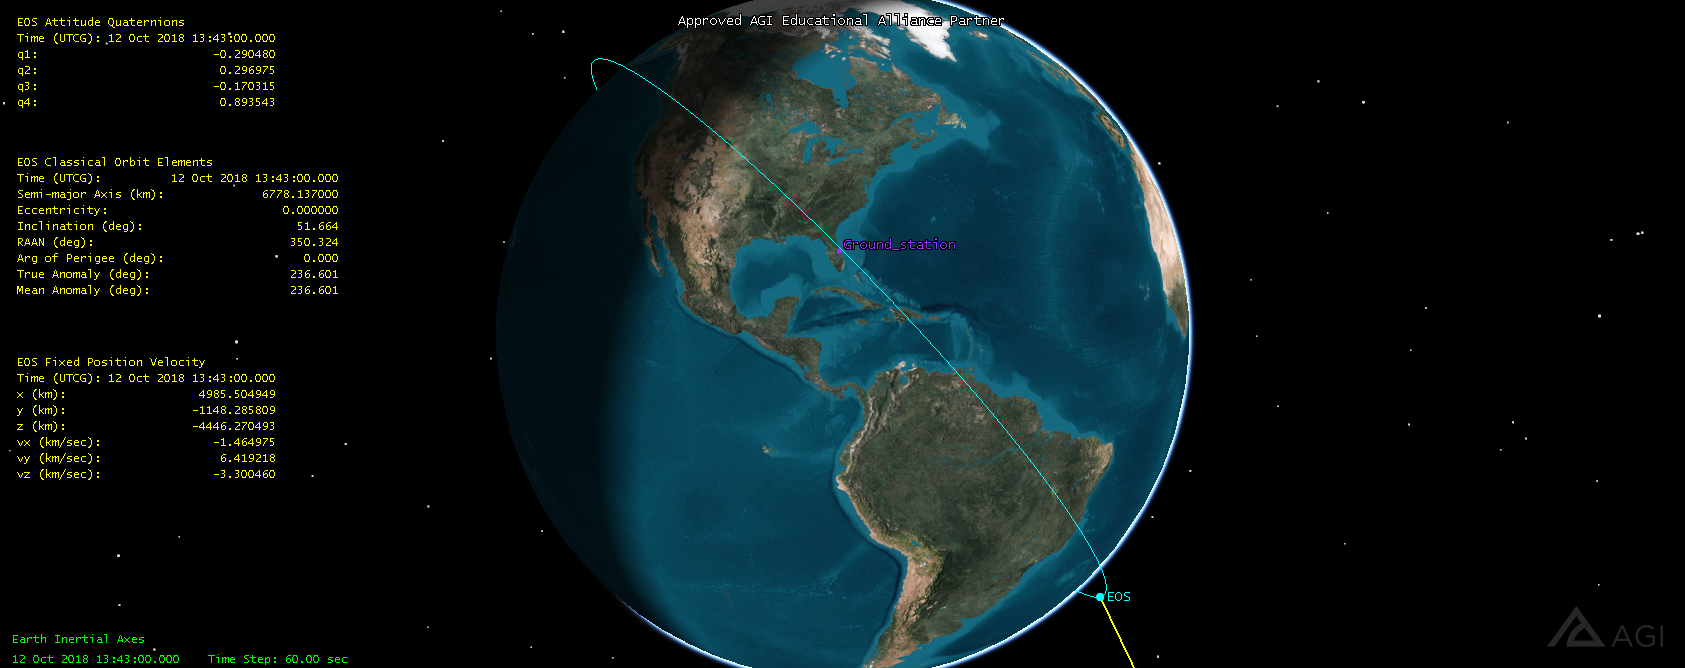 Approved AGI Educational Alliance Partner
EOS Attitude Quaternions
Time (UTCG): 12 Oct 2018 13:43:00.000
q1: -0.290480
q2: 0.296975
q3: -0.170315
q4: 0.893543
EOS Classical Orbit Elements
Time (UTCG): 12 Oct 2018 13:43:00.000
Semi-major Axis (km): 6778.137000
Eccentricity: 0.000000
Inclination (deg): 51.664
RAAN (deg): 350.324
Arg of Perigee (deg): 0.000
True Anomaly (deg): 236.601
Mean Anomaly (deg): 236.601
EOS Fixed Position Velocity
Time (UTCG): 12 Oct 2018 13:43:00.000
x (km): 4985.504949
y (km): -1148.285809
z (km): -4446.270493
vx (km/sec): -1.464975
vy (km/sec): 6.419218
vz (km/sec): -3.300460
Ground_station
EOS
Earth Inertial Axes
12 Oct 2018 13:43:00.000 Time Step: 60.00 sec
AGI